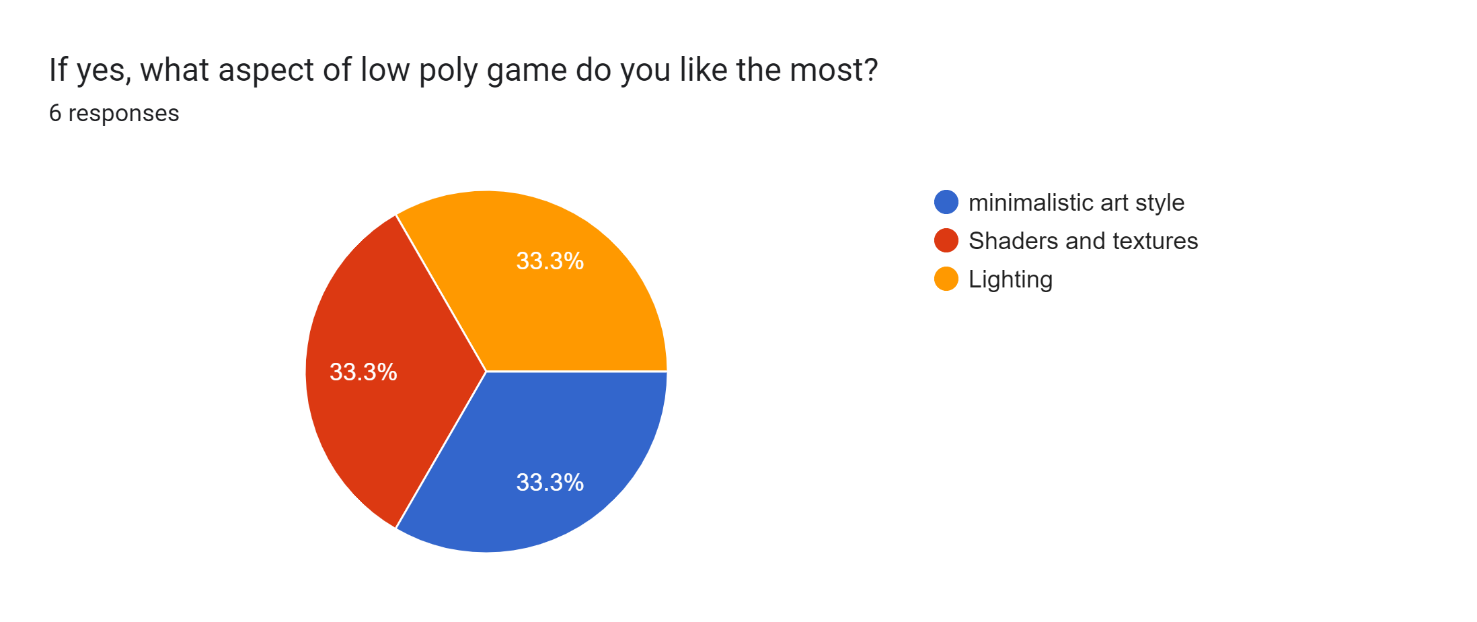 If yes, what aspect of low poly game do you like the most?
6 responses
minimalistic art style
Shaders and textures
Lighting
33.3%
33.3%
33.3%